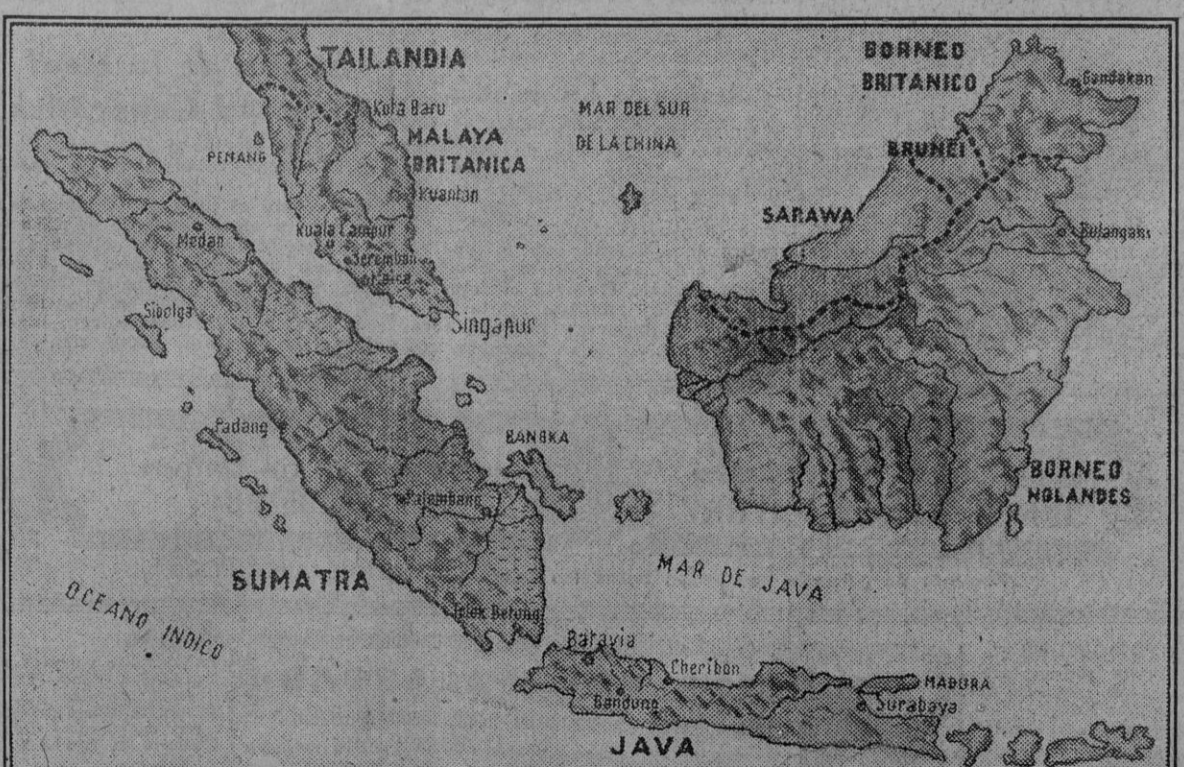 TAILANDIA
BORNEO
BRITANICO
Sandakan
Kota Baru
MAR DEL SUR
DE LA CHINA
MALAYA
BRITANICA
PENANG
BRUNEI
Kuantan
SARAWA
Medan
Kuala Lampur
Seremban
Bulangan
Sibolga
Singapur
Padang
BANGKA
BORNEO
HOLANDES
Palembang
SUMATRA
MAR DE JAVA
OCEANO INDICO
Telok Betong
Batavia
Cheribon
MADURA
Bandung
Surabaya
JAVA